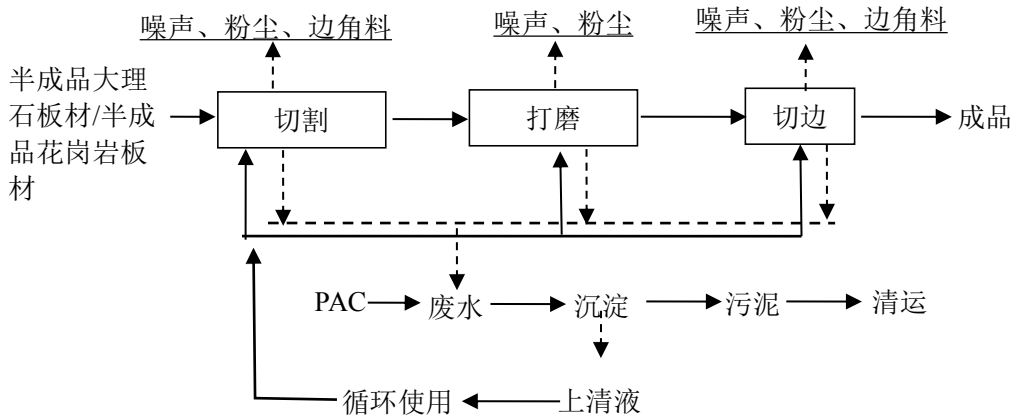 噪声、粉尘、边角料
噪声、粉尘
噪声、粉尘、边角料
半成品大理
石板材/半成
品花岗岩板
材
切割
打磨
切边
成品
PAC
废水
沉淀
污泥
清运
循环使用
上清液